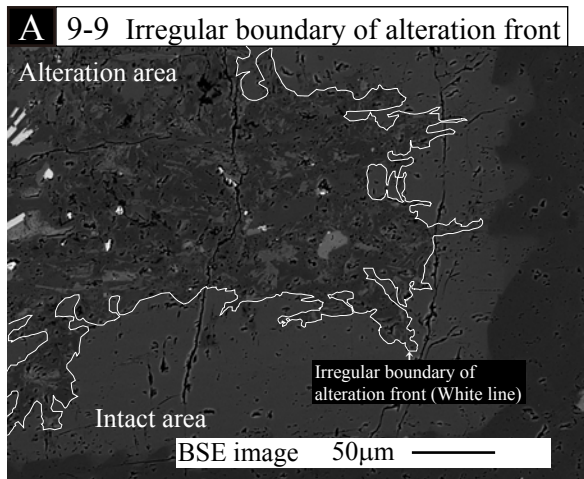 A 9-9 Irregular boundary of alteration front
Alteration area
Irregular boundary of
alteration front (White line)
Intact area
BSE image 50μm